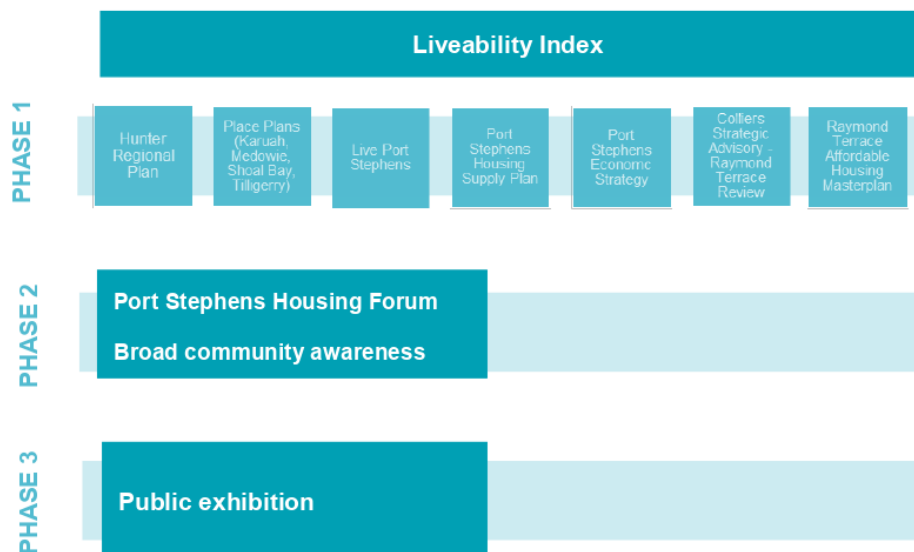 Liveability Index
PHASE 1
Hunter
Regional
Plan
Place Plans
(Karuah,
Medowie,
Shoal Bay,
Tilligerry)
Live Port
Stephens
Port
Stephens
Housing
Supply Plan
Port
Stephens
Economic
Strategy
Colliers
Strategic
Advisory -
Raymond
Terrace
Review
Raymond
Terrace
Affordable
Housing
Masterplan
PHASE 2
Port Stephens Housing Forum
Broad community awareness
PHASE 3
Public exhibition